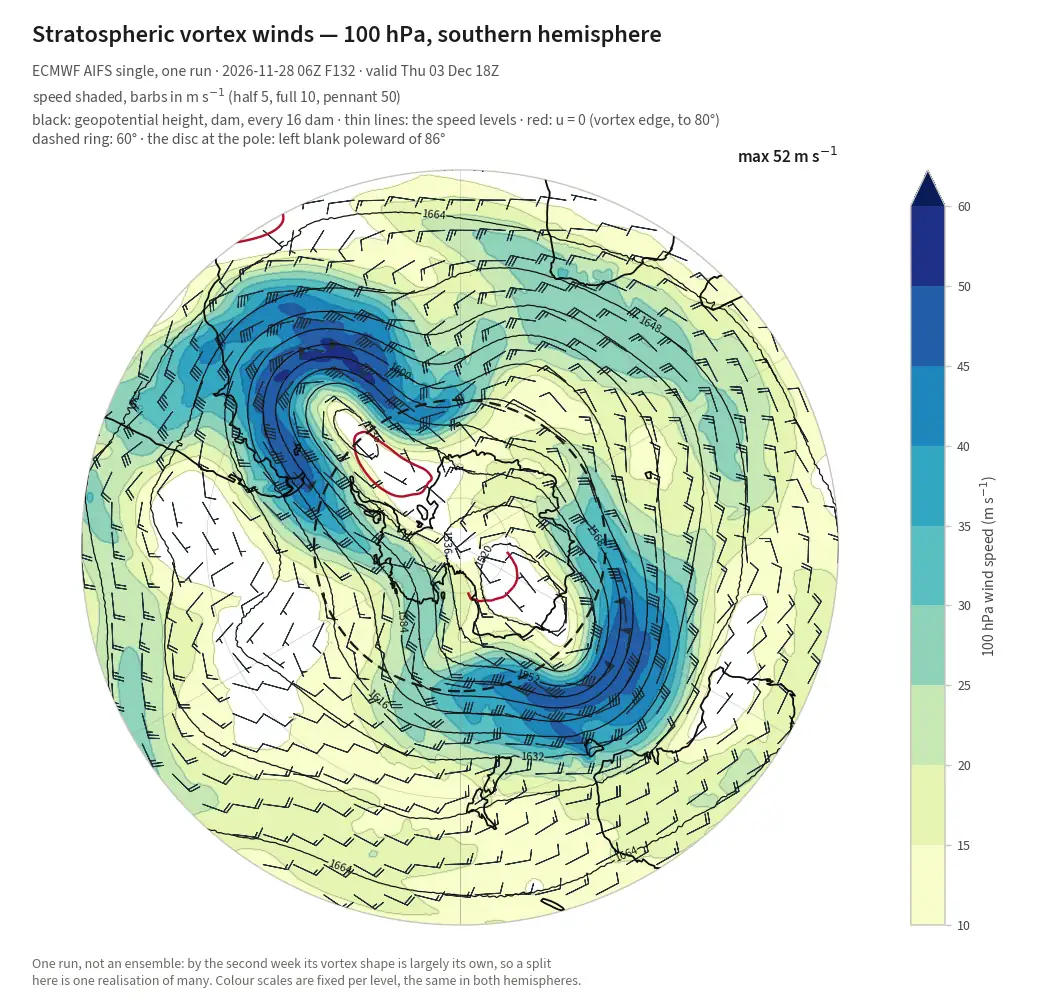 Stratospheric vortex winds — 100 hPa, southern hemisphere
ECMWF AIFS single, one run · 2026-11-28 06Z F132 · valid Thu 03 Dec 18Z
speed shaded, barbs in m s⁻¹ (half 5, full 10, pennant 50)
black: geopotential height, dam, every 16 dam · thin lines: the speed levels · red: u = 0 (vortex edge, to 80°)
dashed ring: 60° · the disc at the pole: left blank poleward of 86°
max 52 m s⁻¹
60
50
45
40
35
30
25
20
15
10
100 hPa wind speed (m s⁻¹)
1664
1648
1600
1568
1536
1520
1584
1552
1616
1632
1664
1664
One run, not an ensemble: by the second week its vortex shape is largely its own, so a split
here is one realisation of many. Colour scales are fixed per level, the same in both hemispheres.